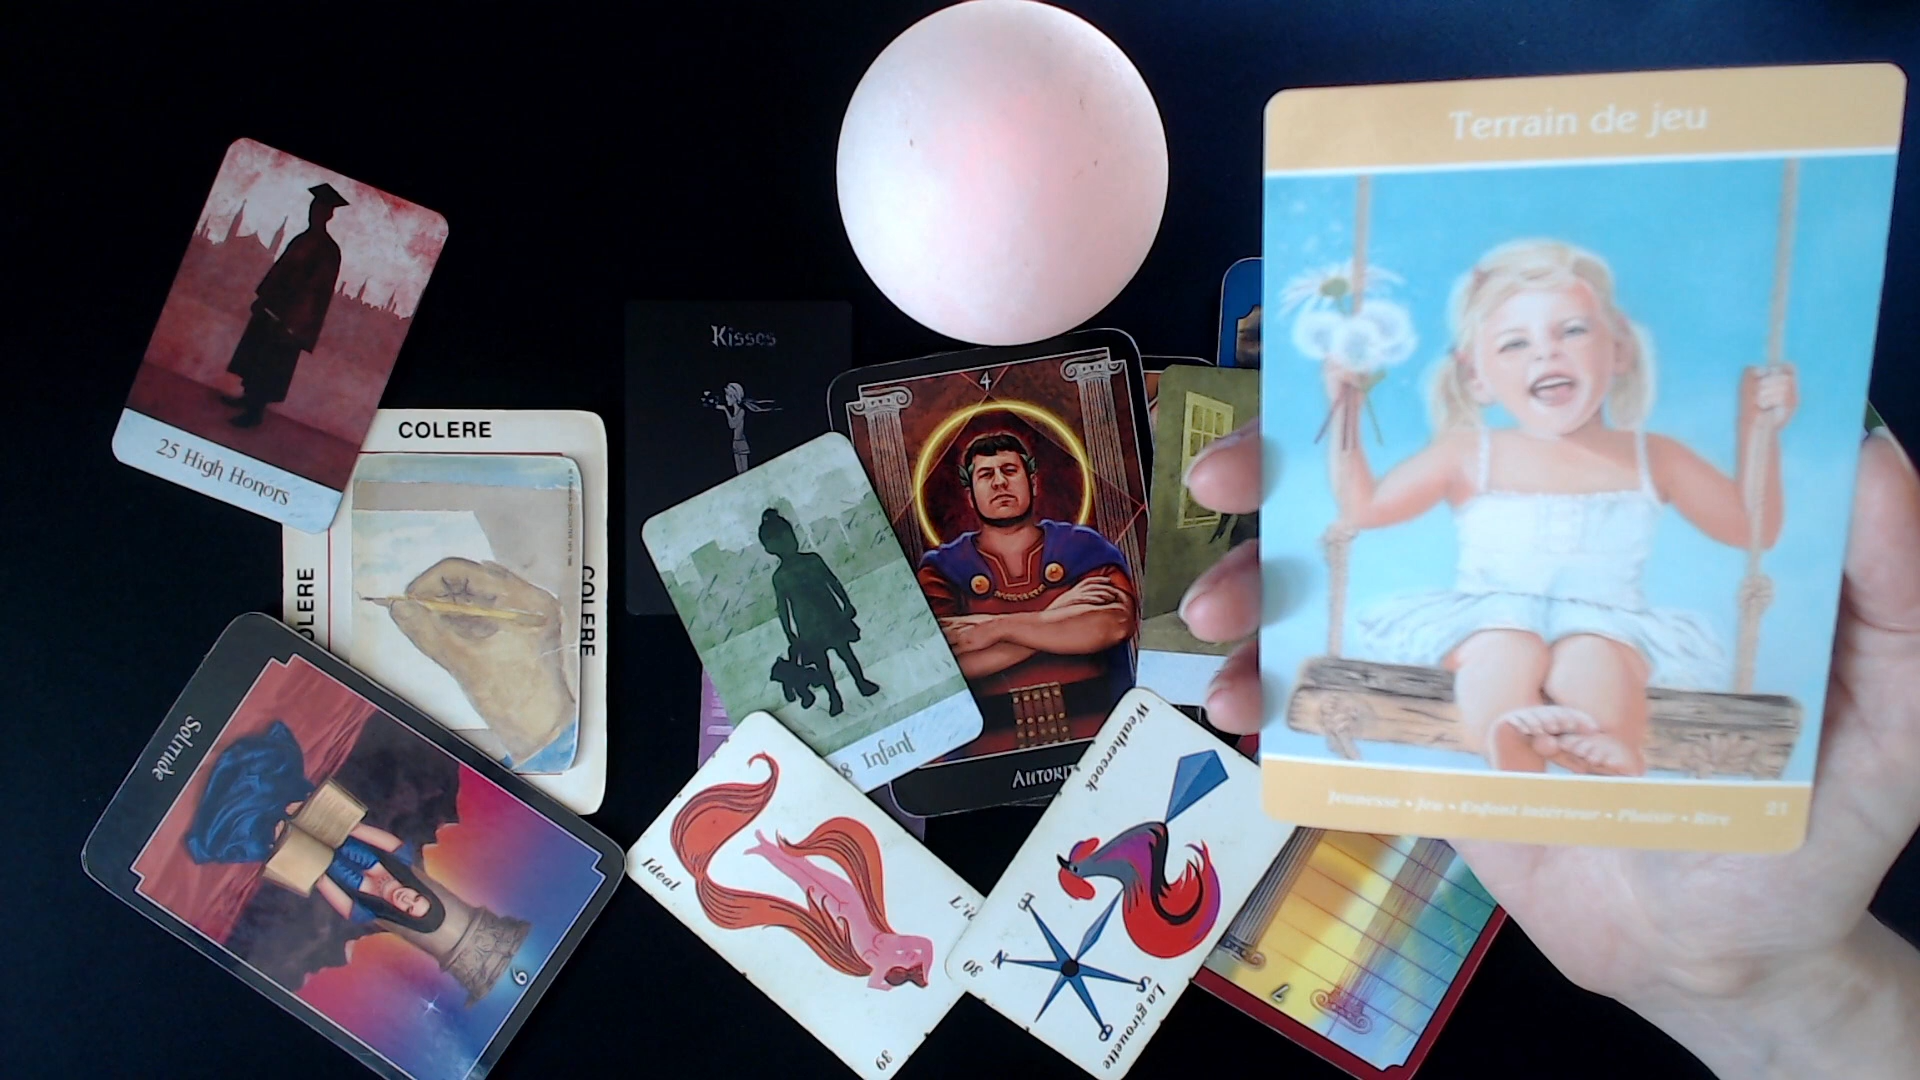 Terrain de jeu
Jeunesse • Jeu • Enfant intérieur • Plaisir • Rire
21
25 High Honors
COLERE
COLERE
Kisses
4
8 Infant
Solitude
9
Ideal
39
Weathercock
30
La girouette
E
N
S
7